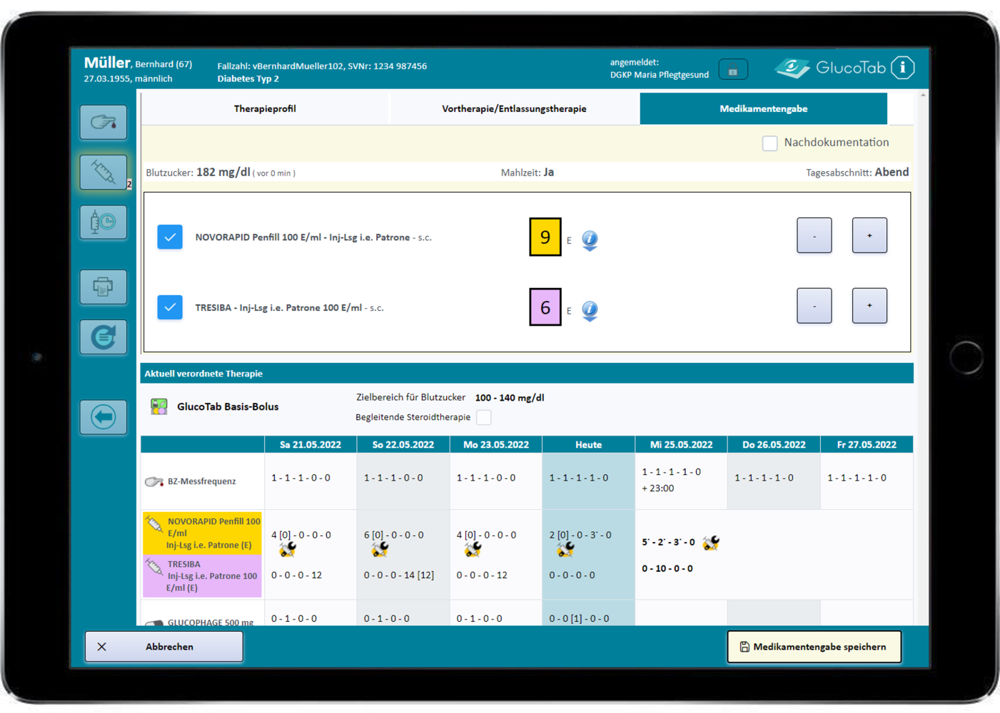 Müller, Bernhard (67)
27.03.1955, männlich
Fallzahl: vBernhardMueller102, SVNr: 1234 987456
Diabetes Typ 2
angemeldet:
DGKP Maria Pflegtgesund
GlucoTab
i
Therapieprofil
Vortherapie/Entlassungstherapie
Medikamentengabe
Nachdokumentation
Blutzucker: 182 mg/dl ( vor 0 min )
Mahlzeit: Ja
Tagesabschnitt: Abend
2
NOVORAPID Penfill 100 E/ml - Inj-Lsg i.e. Patrone - s.c.
9 E
- +
TRESIBA - Inj-Lsg i.e. Patrone 100 E/ml - s.c.
6 E
- +
Aktuell verordnete Therapie
GlucoTab Basis-Bolus
Zielbereich für Blutzucker 100 - 140 mg/dl
Begleitende Steroidtherapie
Sa 21.05.2022 So 22.05.2022 Mo 23.05.2022 Heute Mi 25.05.2022 Do 26.05.2022 Fr 27.05.2022
BZ-Messfrequenz
1 - 1 - 1 - 0 - 0
1 - 1 - 1 - 0 - 0
1 - 1 - 1 - 0 - 0
1 - 1 - 1 - 1 - 0
1 - 1 - 1 - 1 - 0
+ 23:00
1 - 1 - 1 - 1 - 0
1 - 1 - 1 - 1 - 0
NOVORAPID Penfill 100
E/ml
Inj-Lsg i.e. Patrone (E)
4 [0] - 0 - 0 - 0
6 [0] - 0 - 0 - 0
4 [0] - 0 - 0 - 0
2 [0] - 0 - 3* - 0
5* - 2* - 3* - 0
TRESIBA
Inj-Lsg i.e. Patrone 100
E/ml (E)
0 - 0 - 0 - 12
0 - 0 - 0 - 14 [12]
0 - 0 - 0 - 12
0 - 0 - 0 - 0
0 - 10 - 0 - 0
GLUCOPHAGE 500 mg
0 - 1 - 0 - 0
0 - 1 - 0 - 0
0 - 1 - 0 - 0
0 - 0 [1] - 0 - 0
Abbrechen
Medikamentengabe speichern